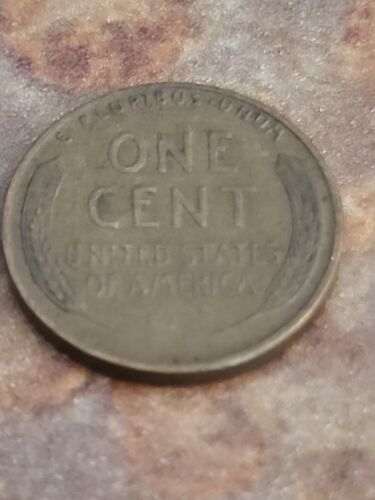 E·PLURIBUS·UNUM
ONE
CENT
UNITED STATES
OF AMERICA